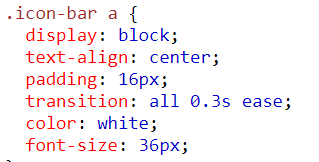 .icon-bar a {
  display: block;
  text-align: center;
  padding: 16px;
  transition: all 0.3s ease;
  color: white;
  font-size: 36px;
}